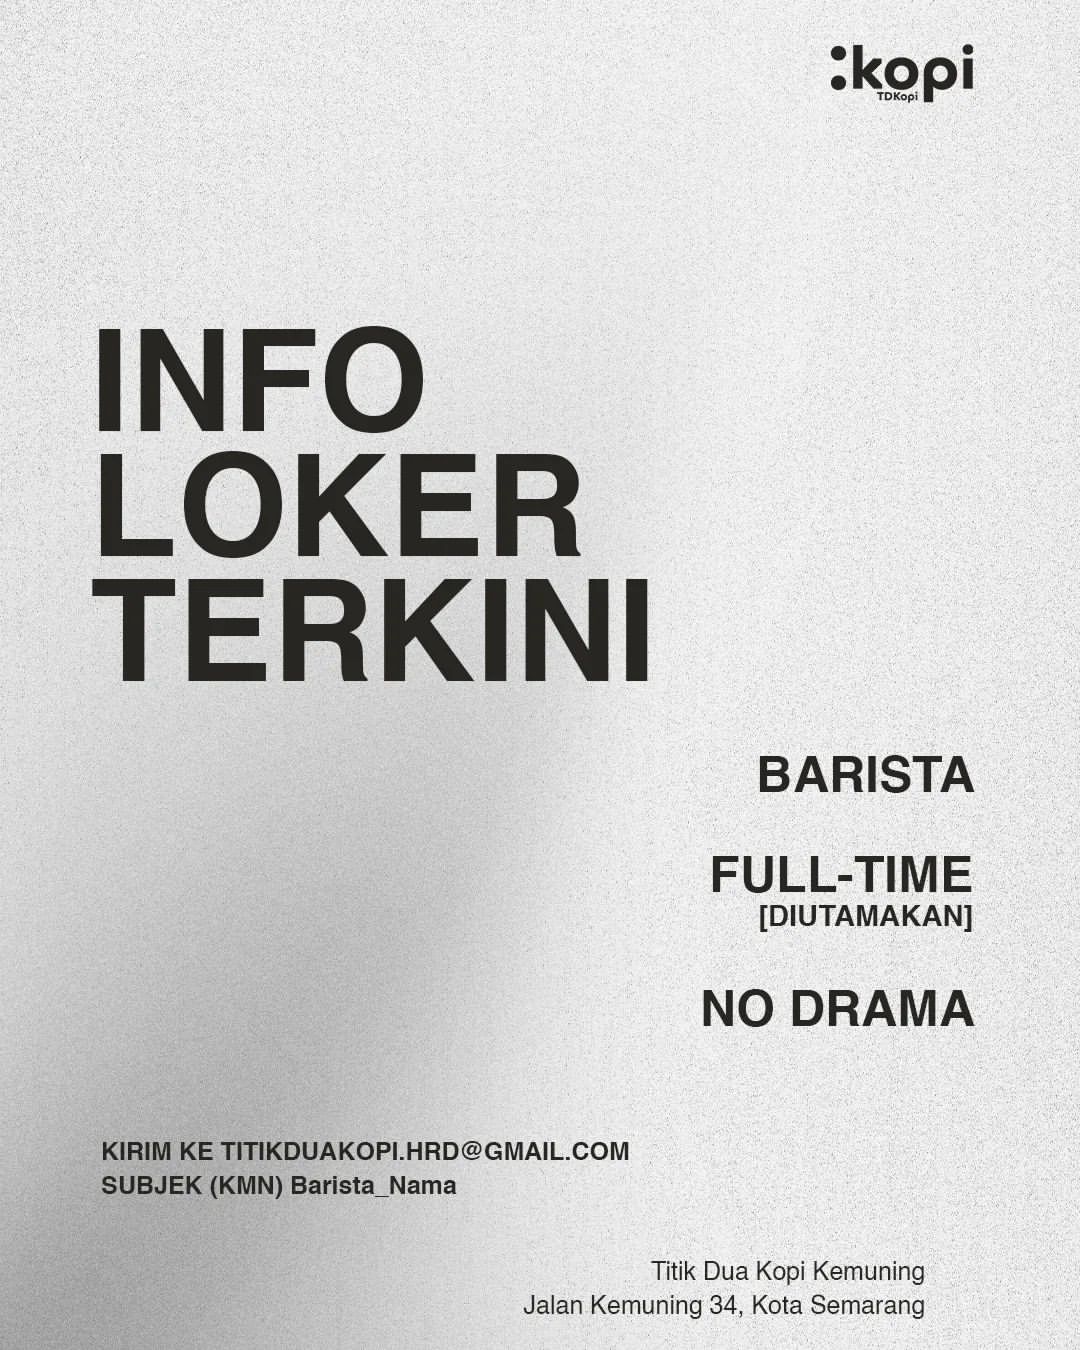 :kopi
TDKopi
INFO
LOKER
TERKINI
BARISTA
FULL-TIME
[DIUTAMAKAN]
NO DRAMA
KIRIM KE TITIKDUAKOPI.HRD@GMAIL.COM
SUBJEK (KMN) Barista_Nama
Titik Dua Kopi Kemuning
Jalan Kemuning 34, Kota Semarang